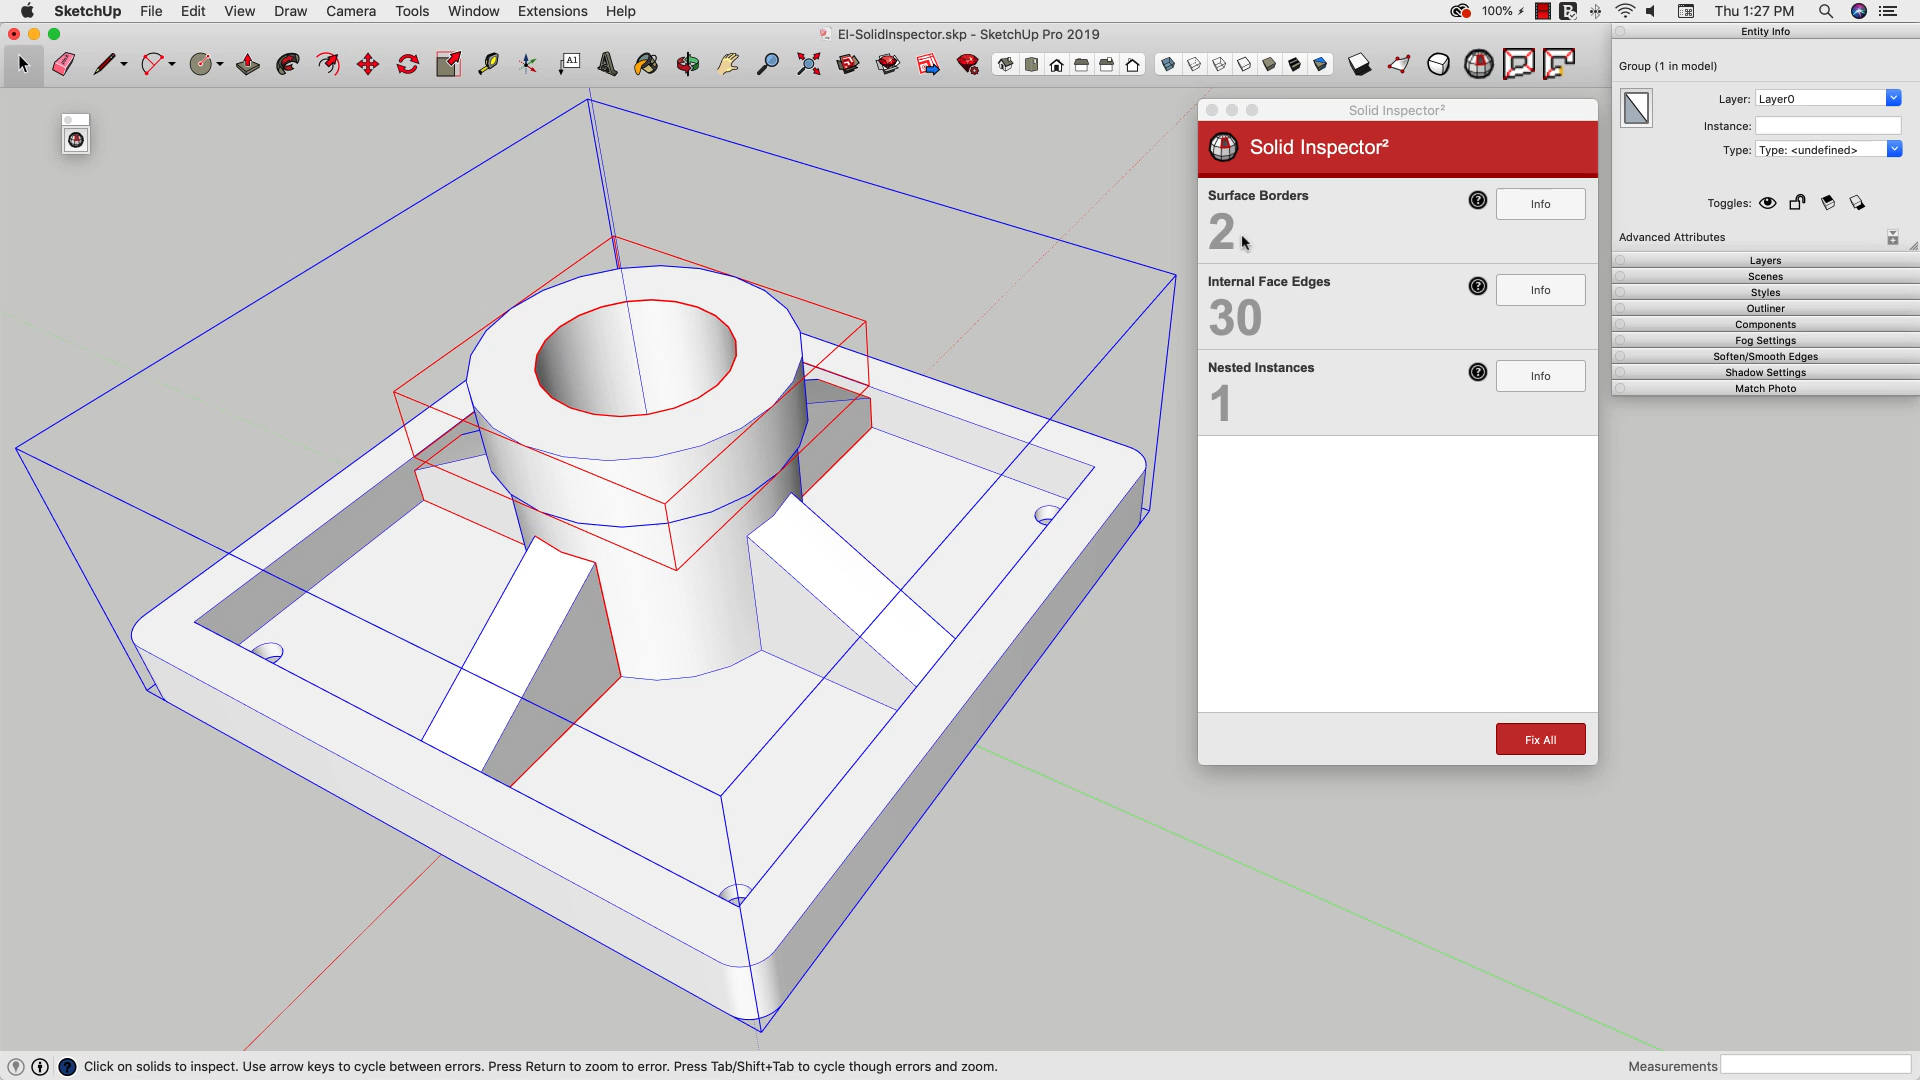 SketchUp File Edit View Draw Camera Tools Window Extensions Help
100% Thu 1:27 PM
EI-SolidInspector.skp - SketchUp Pro 2019
A1
Entity Info
Group (1 in model)
Layer: Layer0
Instance:
Type: Type: <undefined>
Toggles:
Advanced Attributes
Layers
Scenes
Styles
Outliner
Components
Fog Settings
Soften/Smooth Edges
Shadow Settings
Match Photo
Solid Inspector²
Solid Inspector²
Surface Borders
? Info
2
Internal Face Edges
? Info
30
Nested Instances
? Info
1
Fix All
Click on solids to inspect. Use arrow keys to cycle between errors. Press Return to zoom to error. Press Tab/Shift+Tab to cycle though errors and zoom.
Measurements